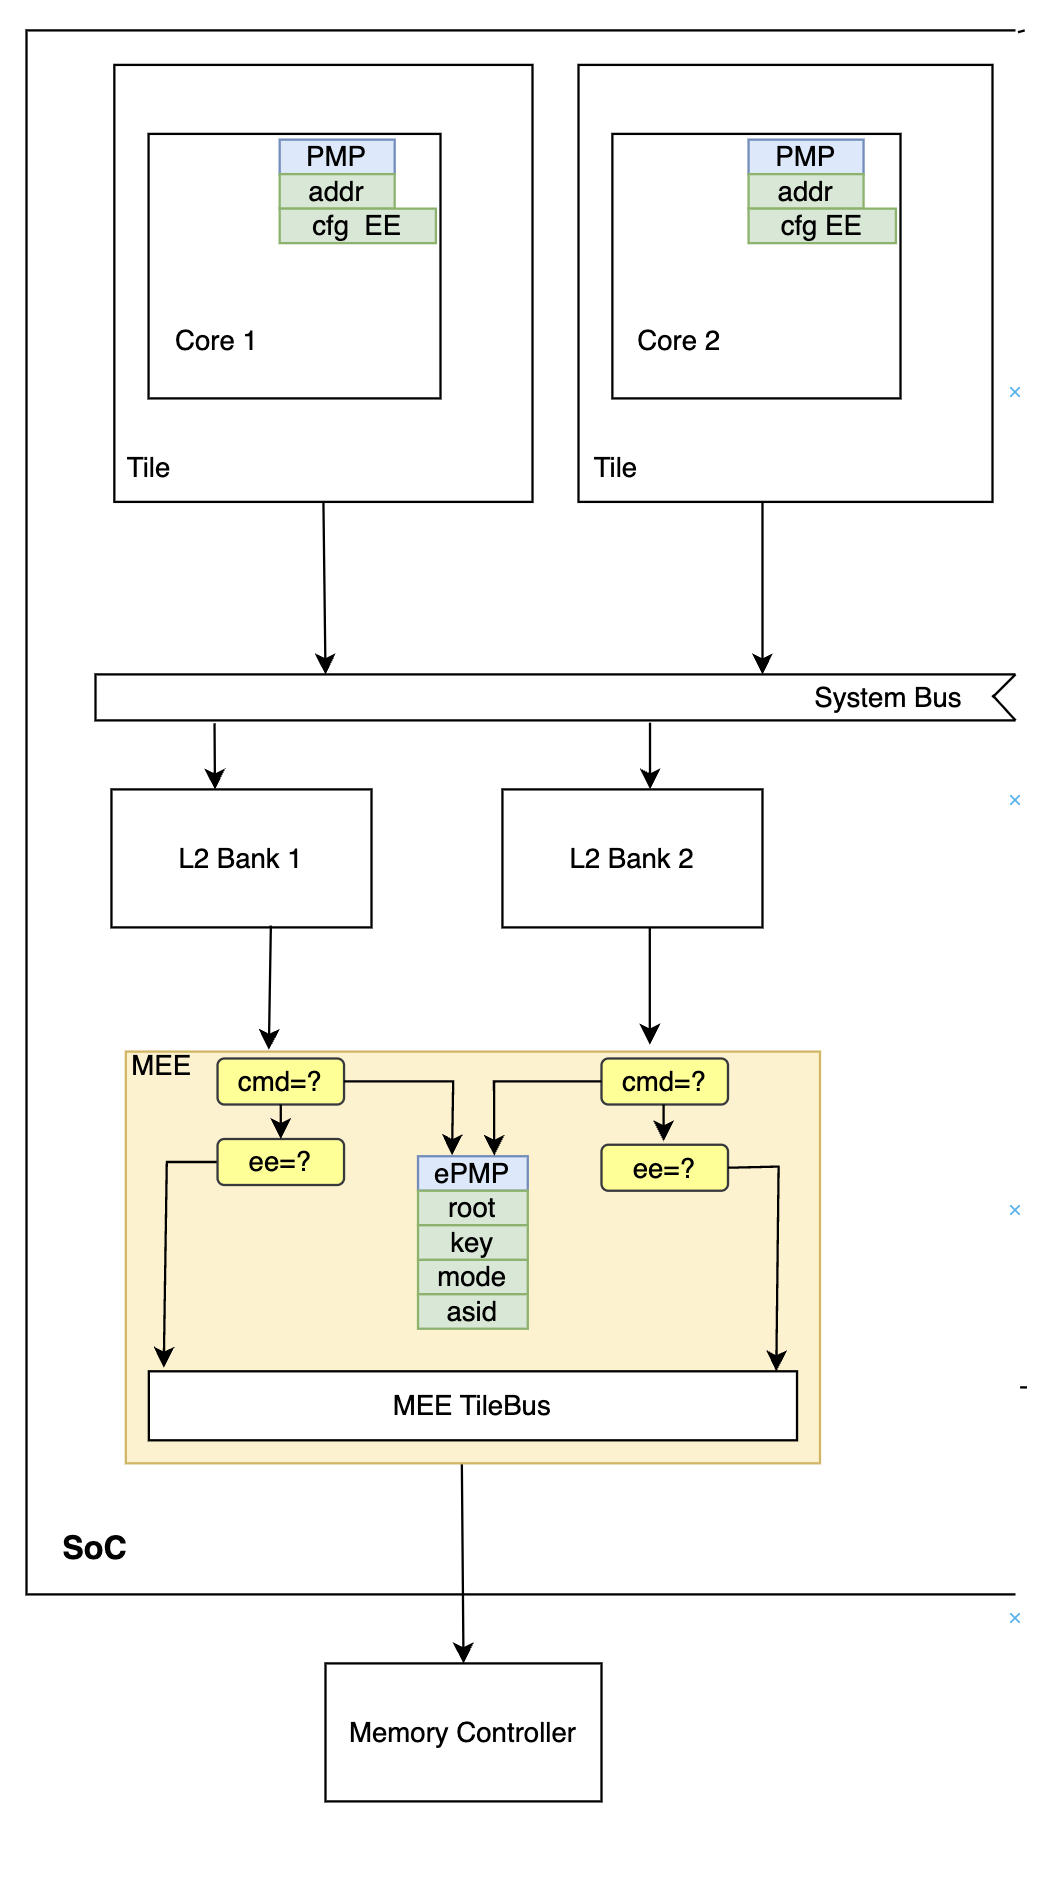 PMP
addr
cfg EE
Core 1
Tile
PMP
addr
cfg EE
Core 2
Tile
System Bus
L2 Bank 1
L2 Bank 2
MEE
cmd=?
ee=?
cmd=?
ee=?
ePMP
root
key
mode
asid
MEE TileBus
SoC
Memory Controller